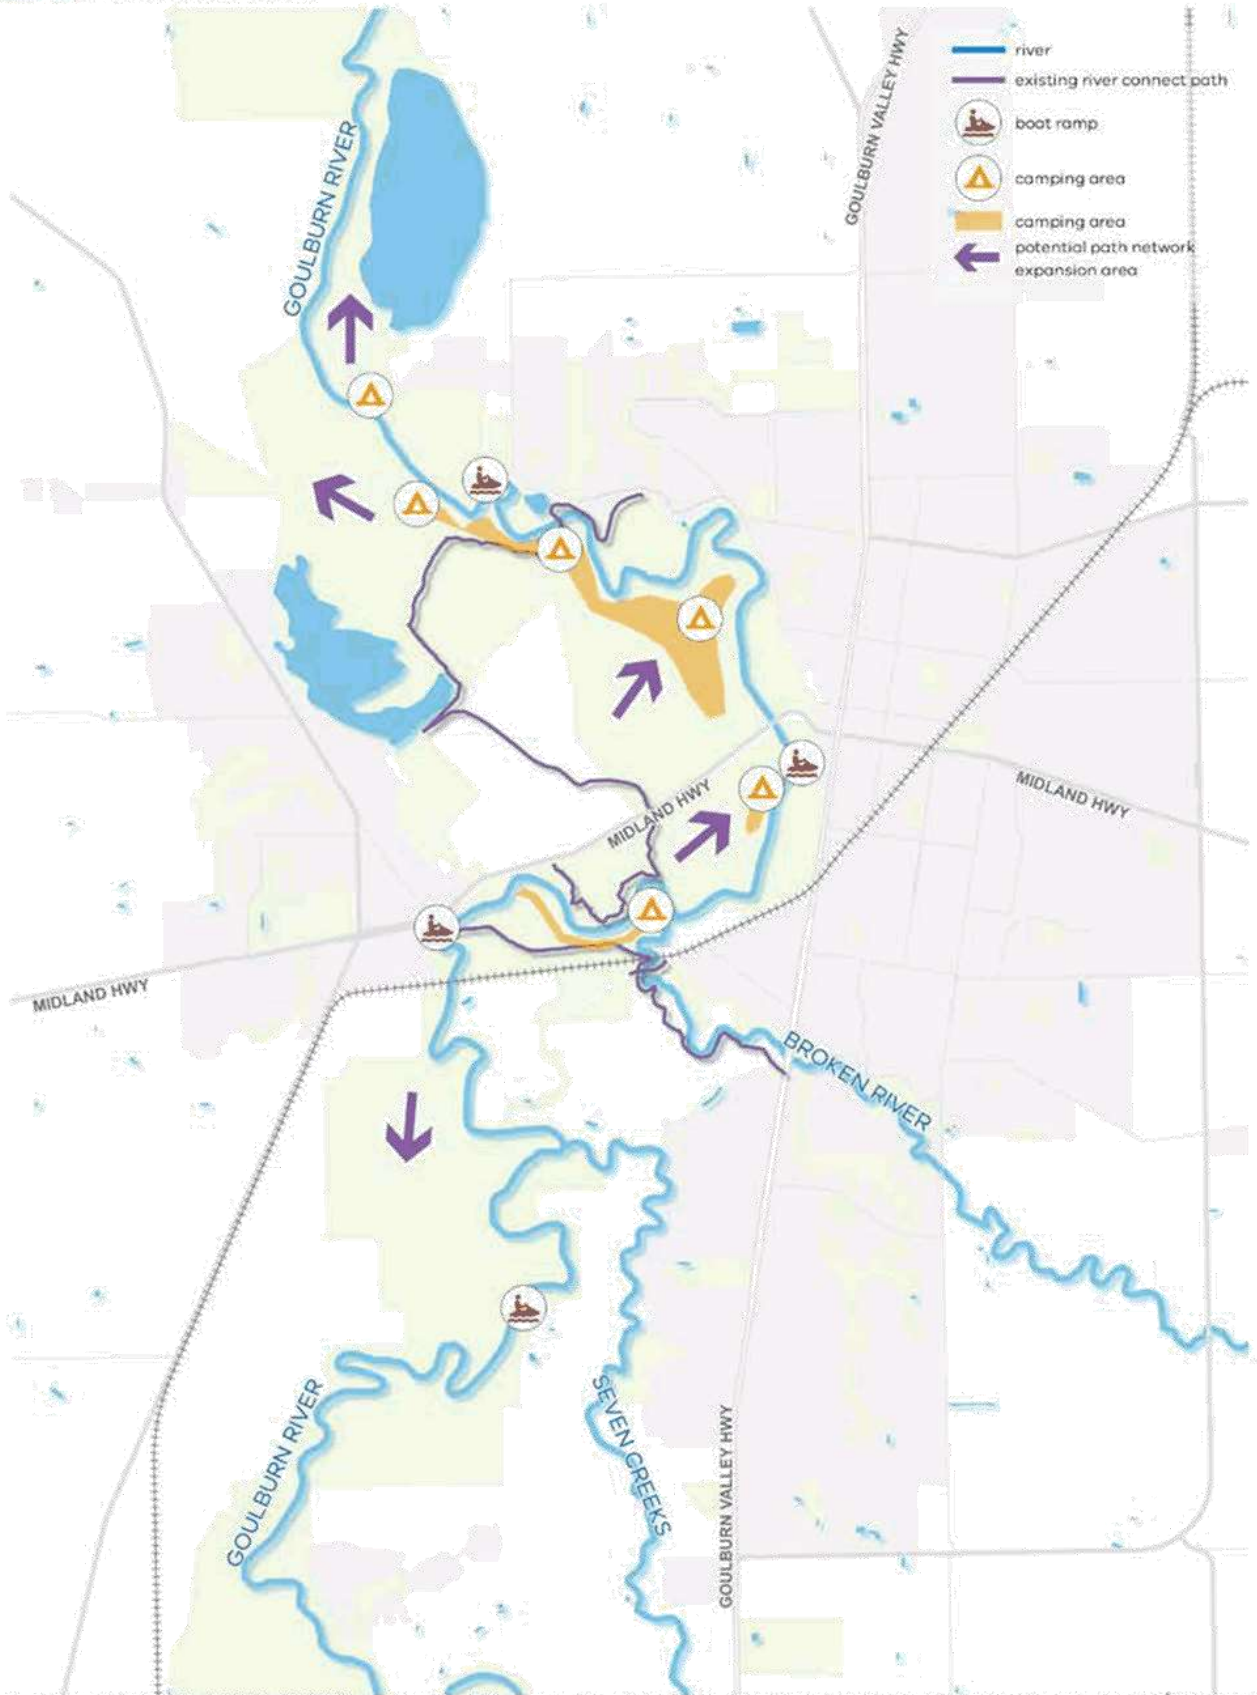 GOULBURN VALLEY HWY
river
existing river connect path
boat ramp
camping area
camping area
potential path network
expansion area
GOULBURN RIVER
MIDLAND HWY
MIDLAND HWY
MIDLAND HWY
BROKEN RIVER
GOULBURN RIVER
SEVEN CREEKS
GOULBURN VALLEY HWY